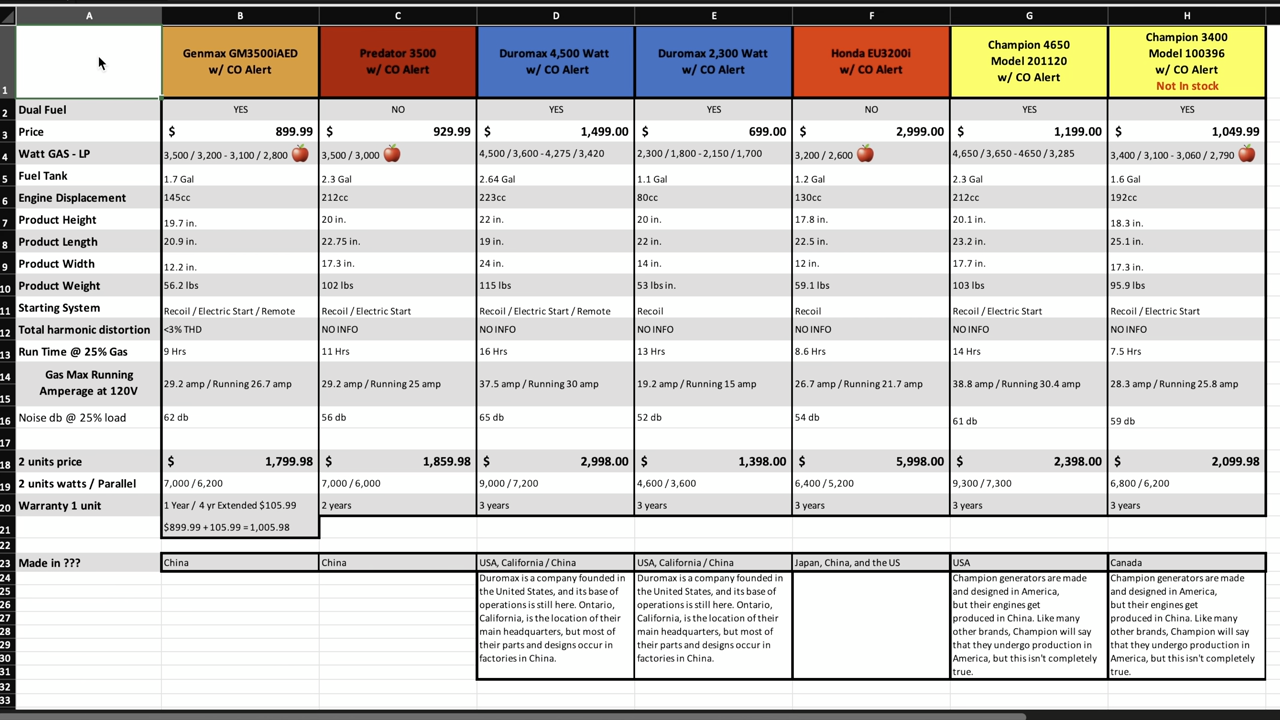 A B C D E F G H
1 Genmax GM3500iAED w/ CO Alert Predator 3500 w/ CO Alert Duromax 4,500 Watt w/ CO Alert Duromax 2,300 Watt w/ CO Alert Honda EU3200i w/ CO Alert Champion 4650 Model 201120 w/ CO Alert Champion 3400 Model 100396 w/ CO Alert Not In stock
2 Dual Fuel YES NO YES YES NO YES YES
3 Price $ 899.99 $ 929.99 $ 1,499.00 $ 699.00 $ 2,999.00 $ 1,199.00 $ 1,049.99
4 Watt GAS - LP 3,500 / 3,200 - 3,100 / 2,800 3,500 / 3,000 4,500 / 3,600 - 4,275 / 3,420 2,300 / 1,800 - 2,150 / 1,700 3,200 / 2,600 4,650 / 3,650 - 4650 / 3,285 3,400 / 3,100 - 3,060 / 2,790
5 Fuel Tank 1.7 Gal 2.3 Gal 2.64 Gal 1.1 Gal 1.2 Gal 2.3 Gal 1.6 Gal
6 Engine Displacement 145cc 212cc 223cc 80cc 130cc 212cc 192cc
7 Product Height 19.7 in. 20 in. 22 in. 20 in. 17.8 in. 20.1 in. 18.3 in.
8 Product Length 20.9 in. 22.75 in. 19 in. 22 in. 22.5 in. 23.2 in. 25.1 in.
9 Product Width 12.2 in. 17.3 in. 24 in. 14 in. 12 in. 17.7 in. 17.3 in.
10 Product Weight 56.2 lbs 102 lbs 115 lbs 53 lbs in. 59.1 lbs 103 lbs 95.9 lbs
11 Starting System Recoil / Electric Start / Remote Recoil / Electric Start Recoil / Electric Start / Remote Recoil Recoil Recoil / Electric Start Recoil / Electric Start
12 Total harmonic distortion <3% THD NO INFO NO INFO NO INFO NO INFO NO INFO NO INFO
13 Run Time @ 25% Gas 9 Hrs 11 Hrs 16 Hrs 13 Hrs 8.6 Hrs 14 Hrs 7.5 Hrs
14 Gas Max Running
15 Amperage at 120V 29.2 amp / Running 26.7 amp 29.2 amp / Running 25 amp 37.5 amp / Running 30 amp 19.2 amp / Running 15 amp 26.7 amp / Running 21.7 amp 38.8 amp / Running 30.4 amp 28.3 amp / Running 25.8 amp
16 Noise db @ 25% load 62 db 56 db 65 db 52 db 54 db 61 db 59 db
17
18 2 units price $ 1,799.98 $ 1,859.98 $ 2,998.00 $ 1,398.00 $ 5,998.00 $ 2,398.00 $ 2,099.98
19 2 units watts / Parallel 7,000 / 6,200 7,000 / 6,000 9,000 / 7,200 4,600 / 3,600 6,400 / 5,200 9,300 / 7,300 6,800 / 6,200
20 Warranty 1 unit 1 Year / 4 yr Extended $105.99 2 years 3 years 3 years 3 years 3 years 3 years
21 $899.99 + 105.99 = 1,005.98
22
23 Made in ??? China China USA, California / China USA, California / China Japan, China, and the US USA Canada
24 Duromax is a company founded in Duromax is a company founded in Champion generators are made Champion generators are made
25 the United States, and its base of the United States, and its base of and designed in America, and designed in America,
26 operations is still here. Ontario, operations is still here. Ontario, but their engines get but their engines get
27 California, is the location of their California, is the location of their produced in China. Like many produced in China. Like many
28 main headquarters, but most of main headquarters, but most of other brands, Champion will say other brands, Champion will say
29 their parts and designs occur in their parts and designs occur in that they undergo production in that they undergo production in
30 factories in China. factories in China. America, but this isn't completely America, but this isn't completely
31 true. true.
32
33